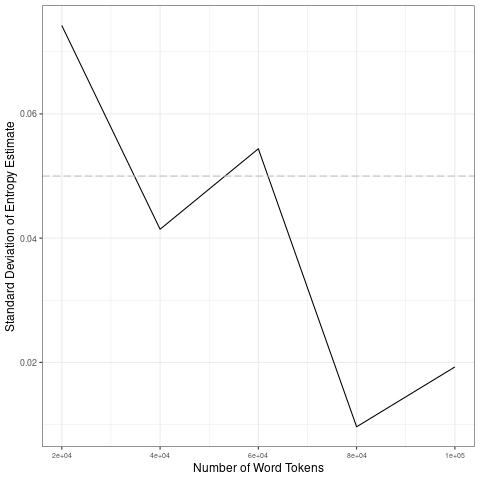 Standard Deviation of Entropy Estimate
0.06
0.04
0.02
2e+04 4e+04 6e+04 8e+04 1e+05
Number of Word Tokens